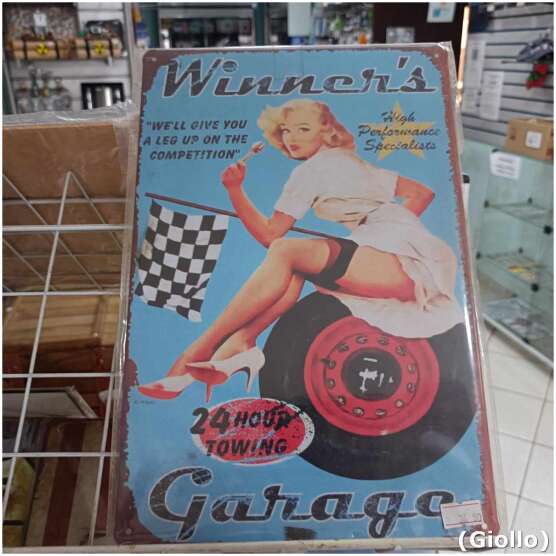 Winner's
"WE'LL GIVE YOU
A LEG UP ON THE
COMPETITION"
High
Performance
Specialists
24 HOUR
TOWING
Garage
(Giollo)